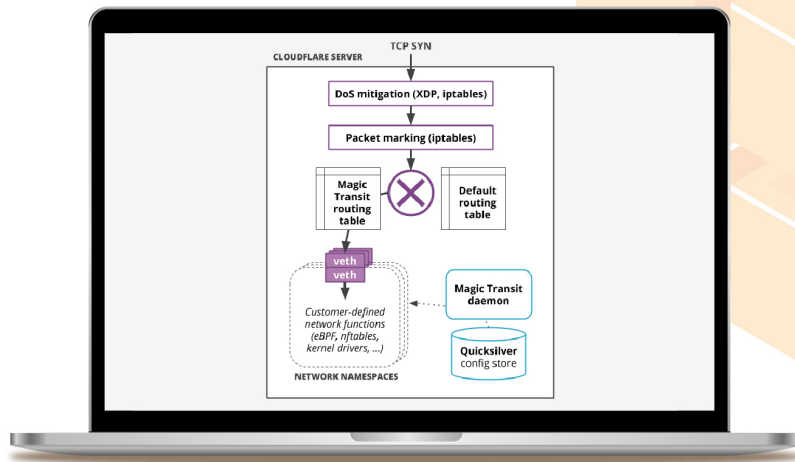 TCP SYN
CLOUDFLARE SERVER
DoS mitigation (XDP, iptables)
Packet marking (iptables)
Magic
Transit
routing
table
Default
routing
table
veth
veth
Customer-defined
network functions
(eBPF, nftables,
kernel drivers, ...)
NETWORK NAMESPACES
Magic Transit
daemon
Quicksilver
config store